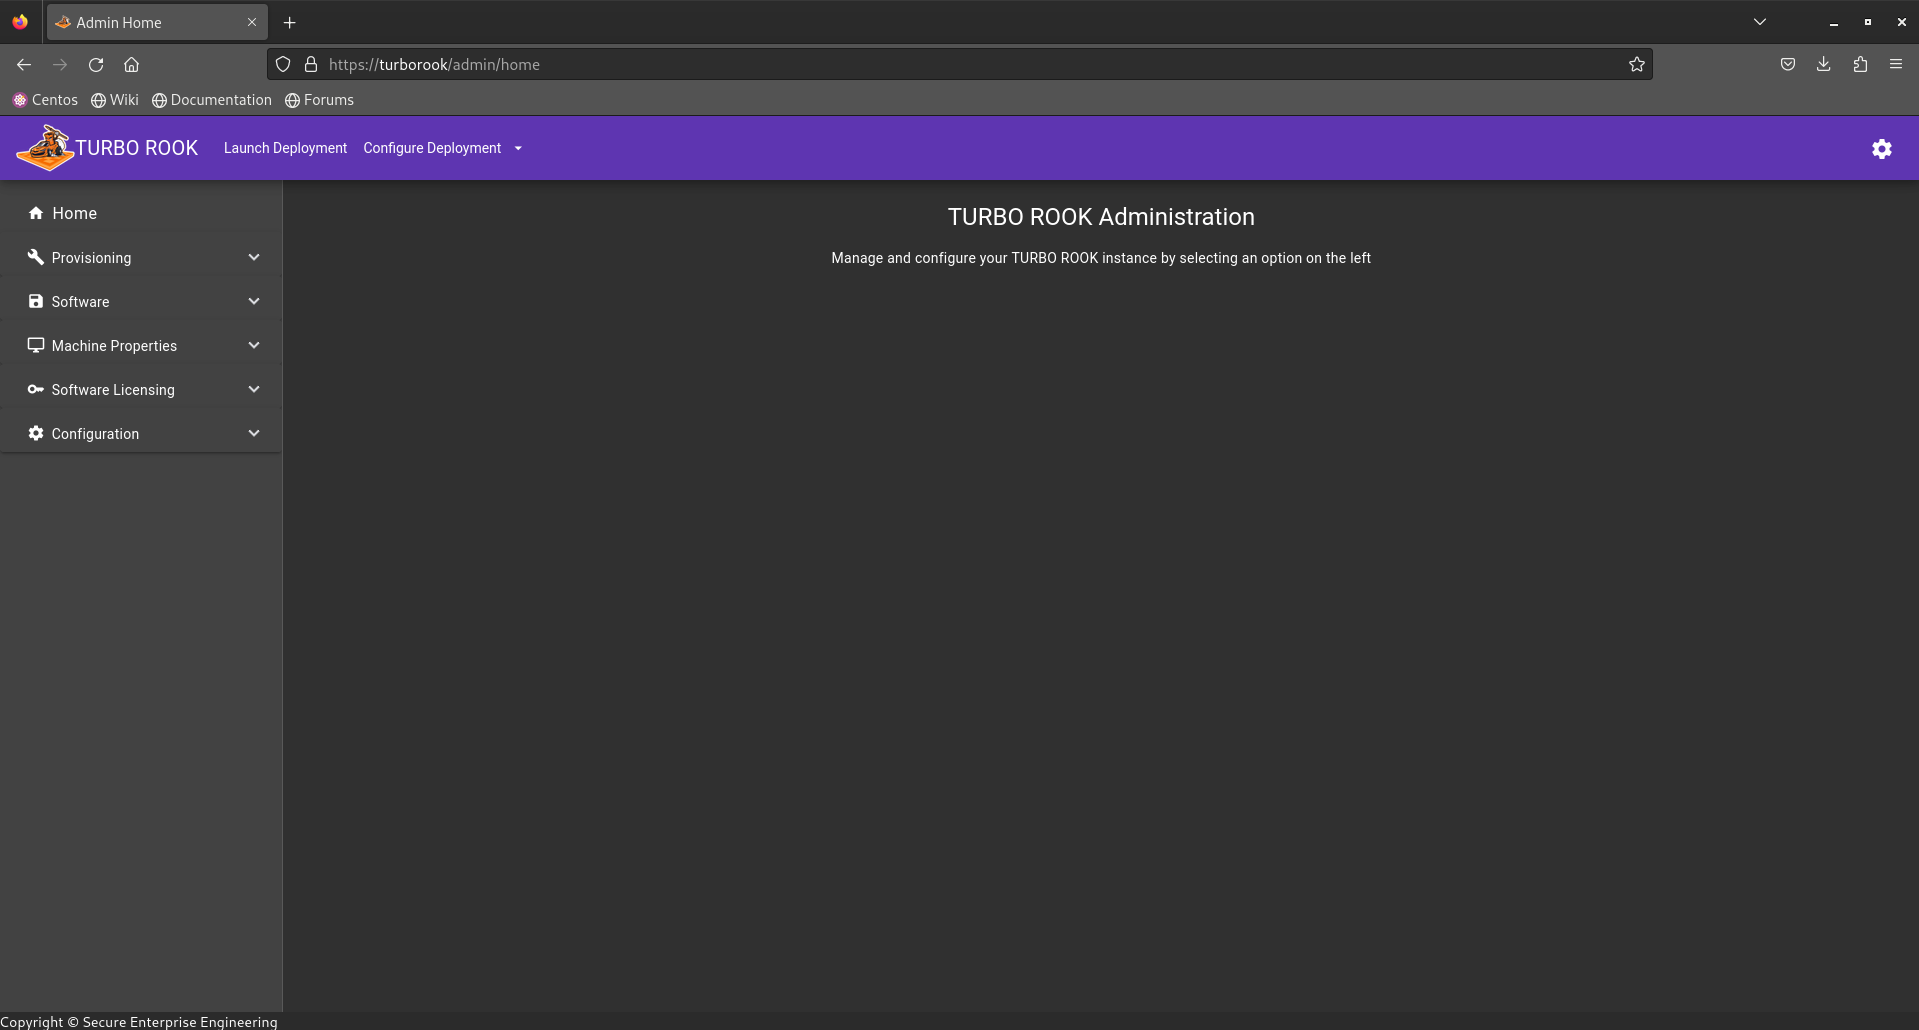 Admin Home
https://turborook/admin/home
Centos Wiki Documentation Forums
TURBO ROOK Launch Deployment Configure Deployment
Home
Provisioning
Software
Machine Properties
Software Licensing
Configuration
TURBO ROOK Administration
Manage and configure your TURBO ROOK instance by selecting an option on the left
Copyright © Secure Enterprise Engineering